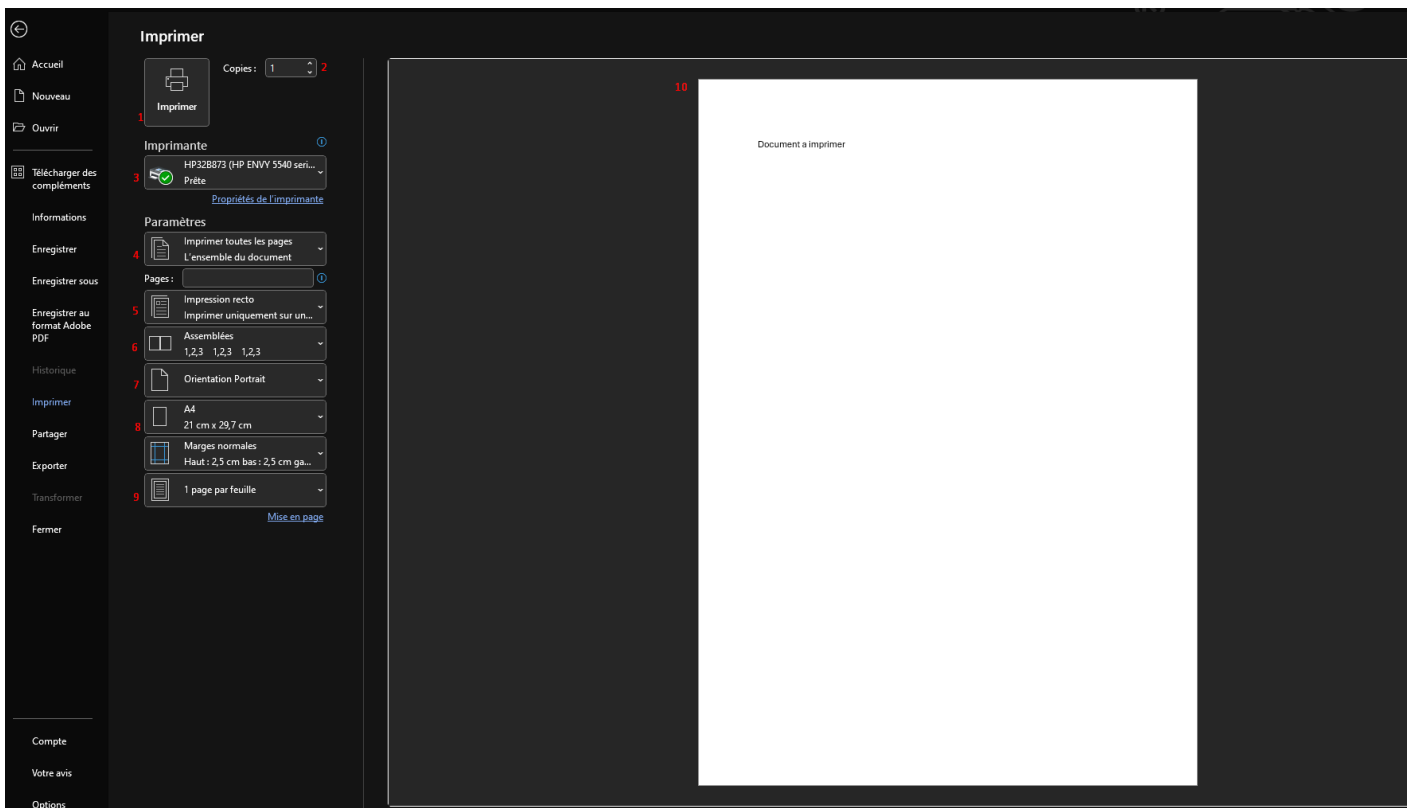 Accueil
Nouveau
Ouvrir
Télécharger des
compléments
Informations
Enregistrer
Enregistrer sous
Enregistrer au
format Adobe
PDF
Historique
Imprimer
Partager
Exporter
Transformer
Fermer
Compte
Votre avis
Options
Imprimer
Imprimer
1
Copies : 1 2
Imprimante
3 HP32B873 (HP ENVY 5540 seri...
Prête
Propriétés de l'imprimante
Paramètres
4 Imprimer toutes les pages
L'ensemble du document
Pages :
5 Impression recto
Imprimer uniquement sur un...
6 Assemblées
1,2,3 1,2,3 1,2,3
7 Orientation Portrait
8 A4
21 cm x 29,7 cm
Marges normales
Haut : 2,5 cm bas : 2,5 cm ga...
9 1 page par feuille
Mise en page
10
Document a imprimer